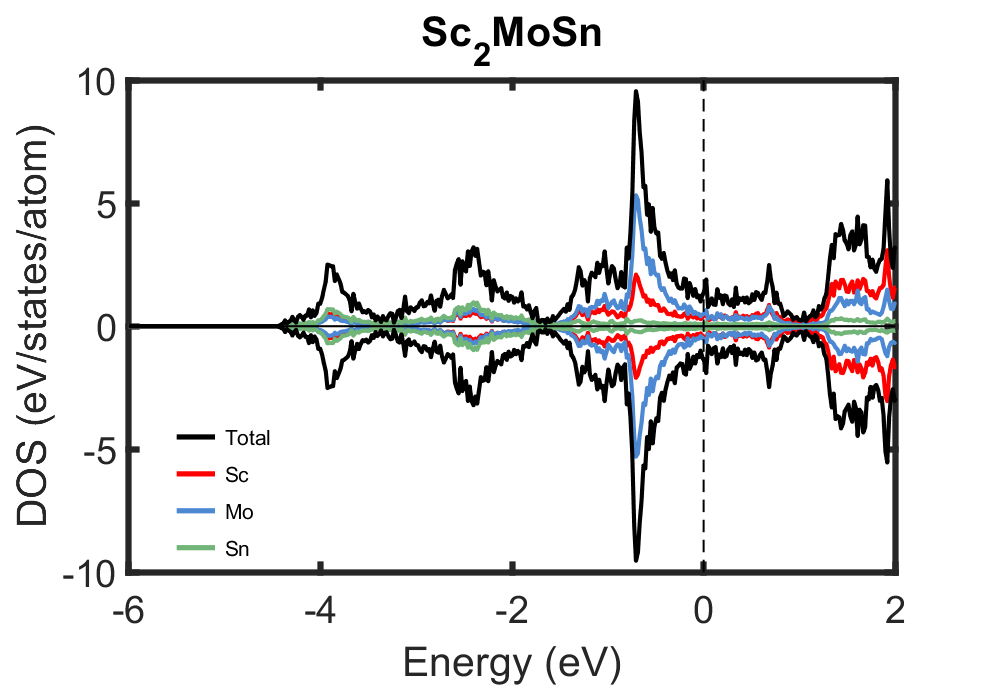 Sc2MoSn
DOS (eV/states/atom)
10
5
0
-5
-10
Total
Sc
Mo
Sn
-6
-4
-2
0
2
Energy (eV)